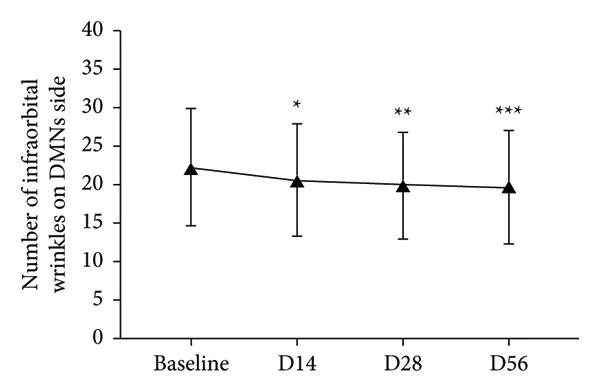 Number of infraorbital
wrinkles on DMNs side
40
35
30
25
20
15
10
5
0
*
**
***
Baseline
D14
D28
D56